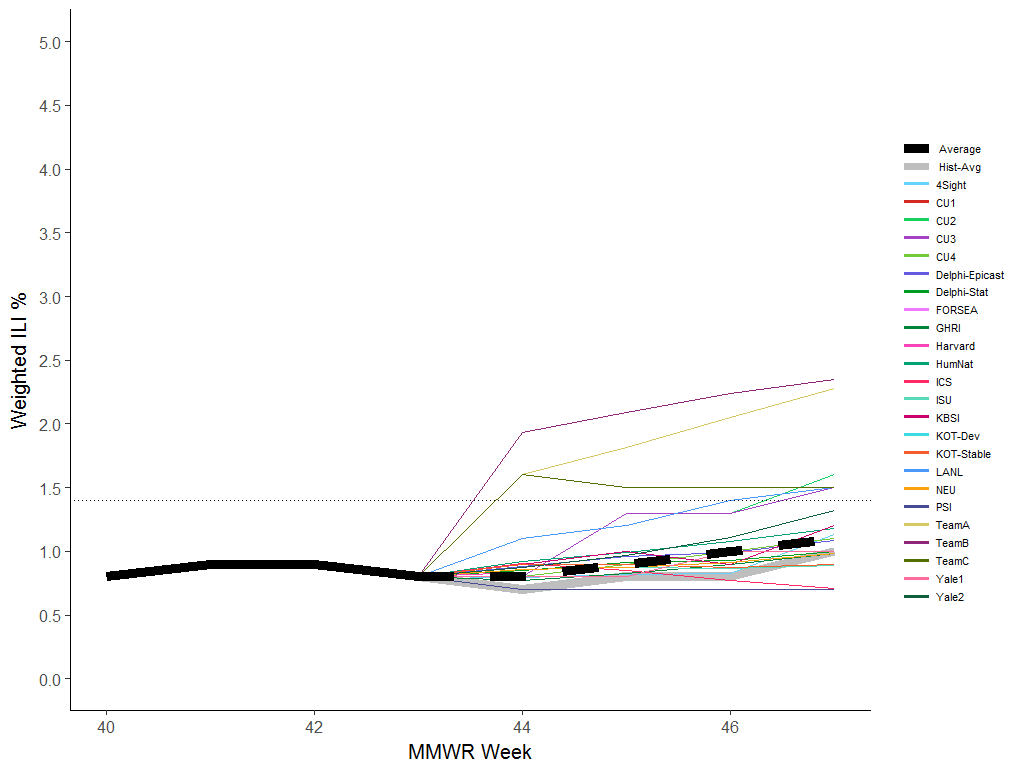 5.0
4.5
4.0
3.5
3.0
2.5
2.0
1.5
1.0
0.5
0.0
Weighted ILI %
40 42 44 46
MMWR Week
Average
Hist-Avg
4Sight
CU1
CU2
CU3
CU4
Delphi-Epicast
Delphi-Stat
FORSEA
GHRI
Harvard
HumNat
ICS
ISU
KBSI
KOT-Dev
KOT-Stable
LANL
NEU
PSI
TeamA
TeamB
TeamC
Yale1
Yale2